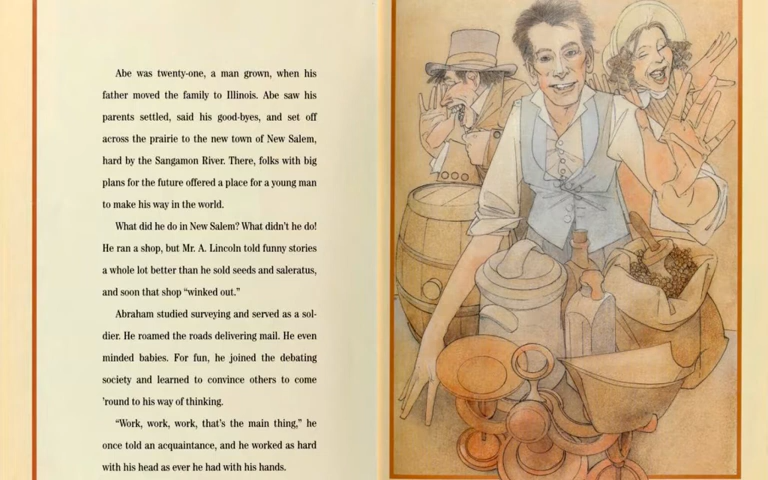 Abe was twenty-one, a man grown, when his
father moved the family to Illinois. Abe saw his
parents settled, said his good-byes, and set off
across the prairie to the new town of New Salem,
hard by the Sangamon River. There, folks with big
plans for the future offered a place for a young man
to make his way in the world.
What did he do in New Salem? What didn't he do!
He ran a shop, but Mr. A. Lincoln told funny stories
a whole lot better than he sold seeds and saleratus,
and soon that shop “winked out.”
Abraham studied surveying and served as a sol-
dier. He roamed the roads delivering mail. He even
minded babies. For fun, he joined the debating
society and learned to convince others to come
'round to his way of thinking.
“Work, work, work, that's the main thing,” he
once told an acquaintance, and he worked as hard
with his head as ever he had with his hands.